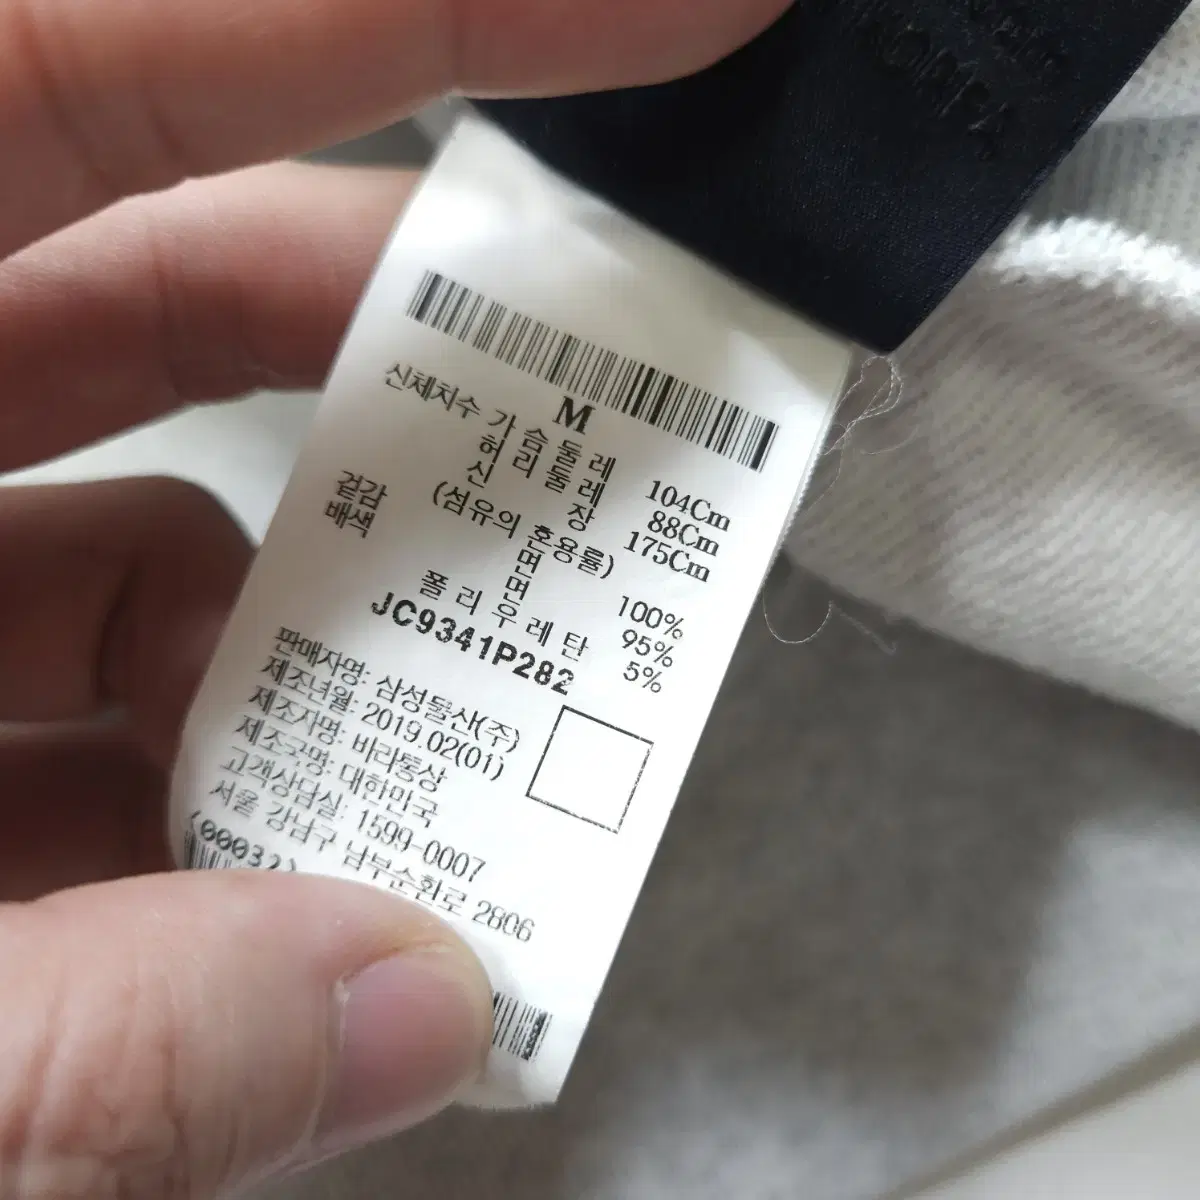 M
신체치수 가슴둘레 104Cm
허리둘레 88Cm
신장 175Cm
(섬유의 혼용률)
겉감 면 100%
배색 면 95%
폴리우레탄 5%
JC9341P282
판매자명: 삼성물산(주)
제조년월: 2019.02(01)
제조자명: 바리통상
제조국명: 대한민국
고객상담실: 1599-0007
서울 강남구 남부순환로 2806
(00032)